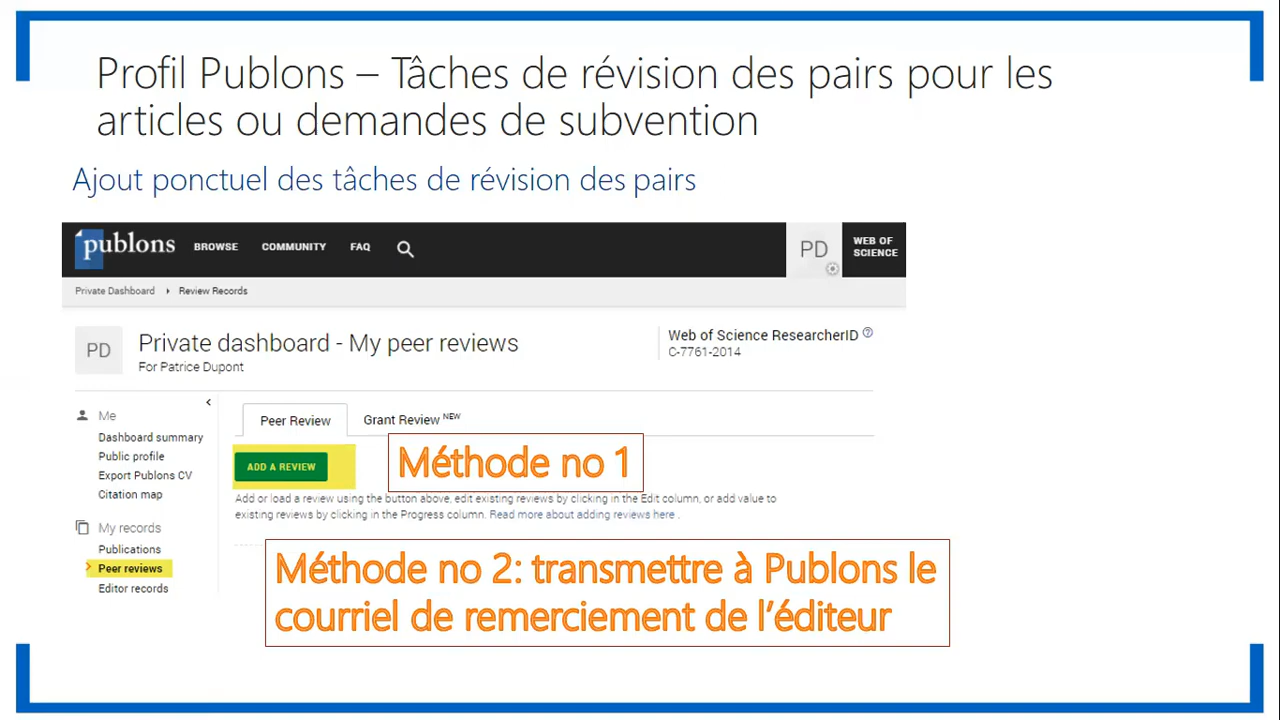 Profil Publons – Tâches de révision des pairs pour les
articles ou demandes de subvention
Ajout ponctuel des tâches de révision des pairs
publons BROWSE COMMUNITY FAQ PD WEB OF SCIENCE
Private Dashboard Review Records
PD Private dashboard - My peer reviews
For Patrice Dupont
Web of Science ResearcherID ?
C-7761-2014
Me
Dashboard summary
Public profile
Export Publons CV
Citation map
My records
Publications
Peer reviews
Editor records
Peer Review Grant Review NEW
ADD A REVIEW
Méthode no 1
Add or load a review using the button above, edit existing reviews by clicking in the Edit column, or add value to
existing reviews by clicking in the Progress column. Read more about adding reviews here .
Méthode no 2: transmettre à Publons le
courriel de remerciement de l’éditeur